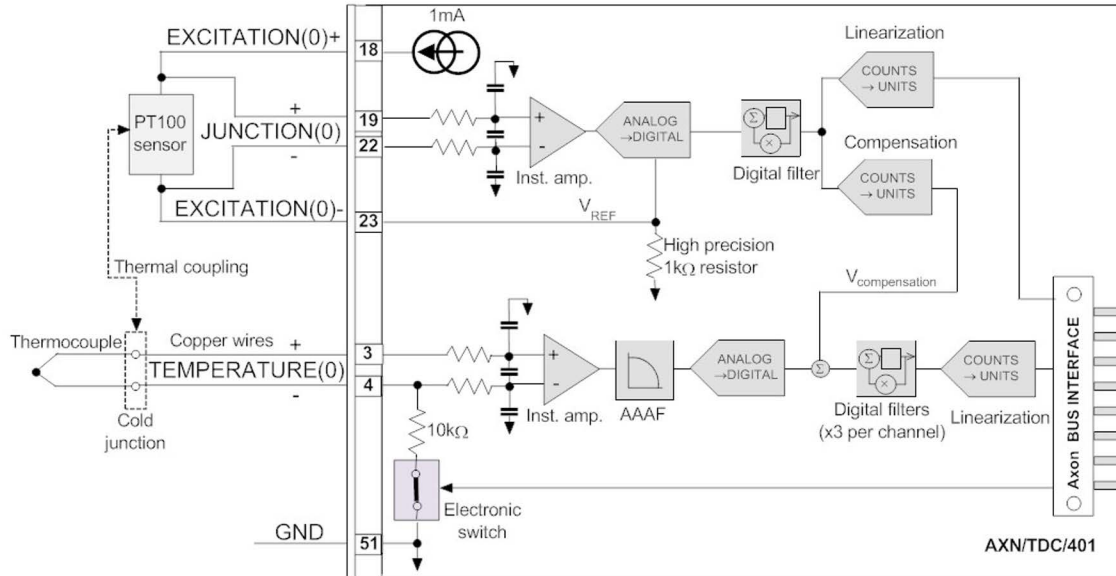 1mA
EXCITATION(0)+
18
Linearization
COUNTS
→ UNITS
+
19
PT100
sensor
JUNCTION(0)
22
-
+
-
Inst. amp.
ANALOG
→DIGITAL
Σ
×
Digital filter
Compensation
COUNTS
→ UNITS
EXCITATION(0)-
23
VREF
High precision
1kΩ resistor
Thermal coupling
Vcompensation
Thermocouple
Copper wires
+
3
TEMPERATURE(0)
4
-
Cold
junction
+
-
Inst. amp.
AAAF
ANALOG
→DIGITAL
Σ
Σ
×
Digital filters
(x3 per channel)
COUNTS
→ UNITS
Linearization
Axon BUS INTERFACE
10kΩ
Electronic
switch
GND
51
AXN/TDC/401